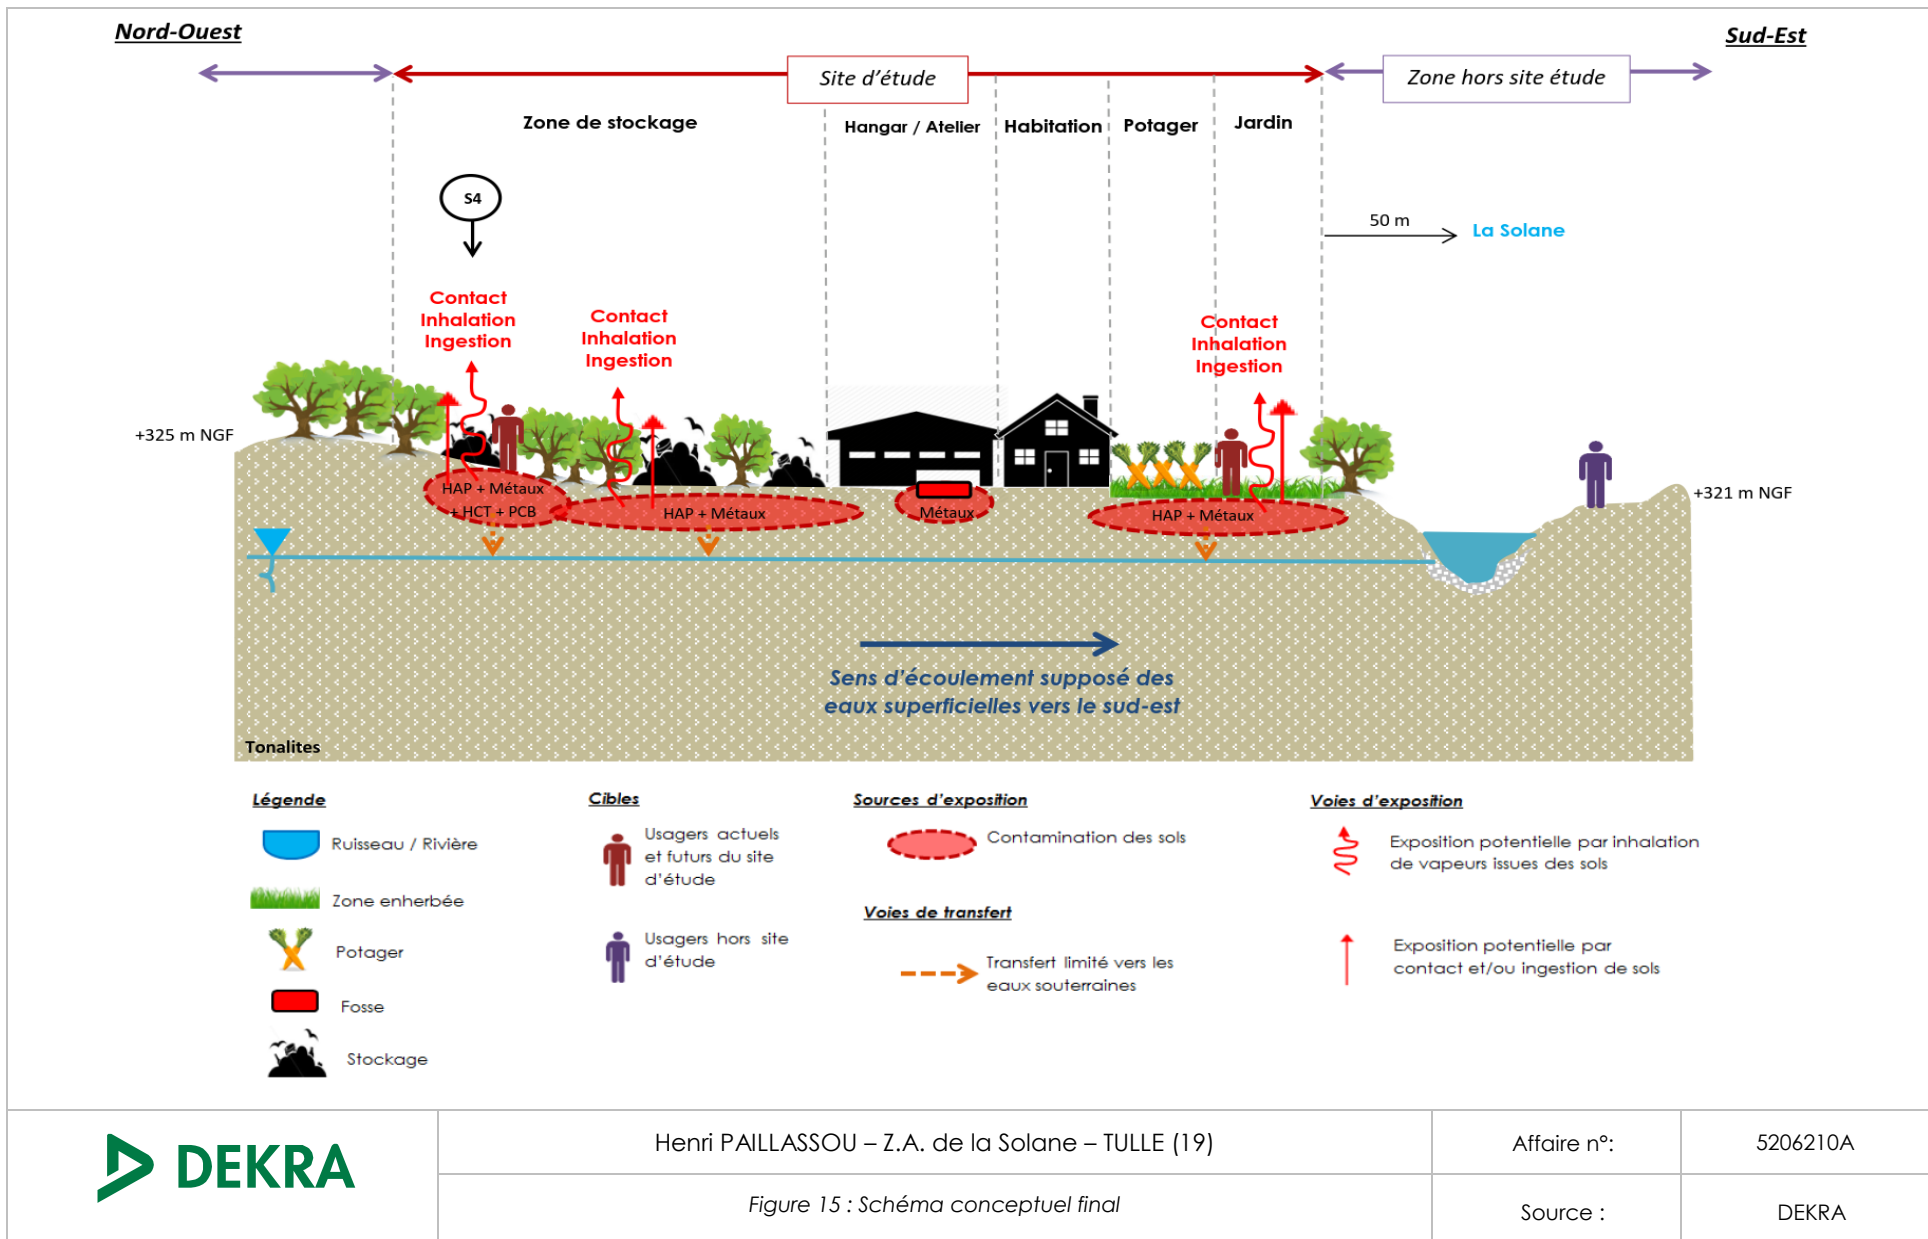 Nord-Ouest
Sud-Est
Site d'étude
Zone hors site étude
Zone de stockage
Hangar / Atelier
Habitation
Potager
Jardin
S4
50 m
La Solane
Contact
Inhalation
Ingestion
Contact
Inhalation
Ingestion
Contact
Inhalation
Ingestion
+325 m NGF
+321 m NGF
HAP + Métaux
+ HCT + PCB
HAP + Métaux
Métaux
HAP + Métaux
Sens d'écoulement supposé des
eaux superficielles vers le sud-est
Tonalites
Légende
Ruisseau / Rivière
Zone enherbée
Potager
Fosse
Stockage
Cibles
Usagers actuels
et futurs du site
d'étude
Usagers hors site
d'étude
Sources d'exposition
Contamination des sols
Voies de transfert
Transfert limité vers les
eaux souterraines
Voies d'exposition
Exposition potentielle par inhalation
de vapeurs issues des sols
Exposition potentielle par
contact et/ou ingestion de sols
DEKRA
Henri PAILLASSOU – Z.A. de la Solane – TULLE (19)
Affaire n°:
5206210A
Figure 15 : Schéma conceptuel final
Source :
DEKRA